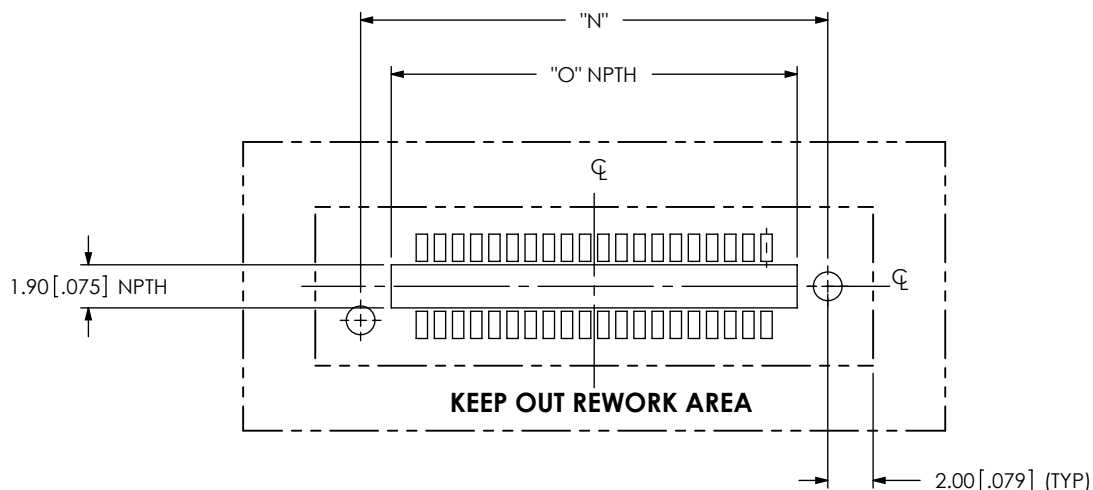 "N"
"O" NPTH
℄
1.90[.075] NPTH
℄
KEEP OUT REWORK AREA
2.00[.079] (TYP)